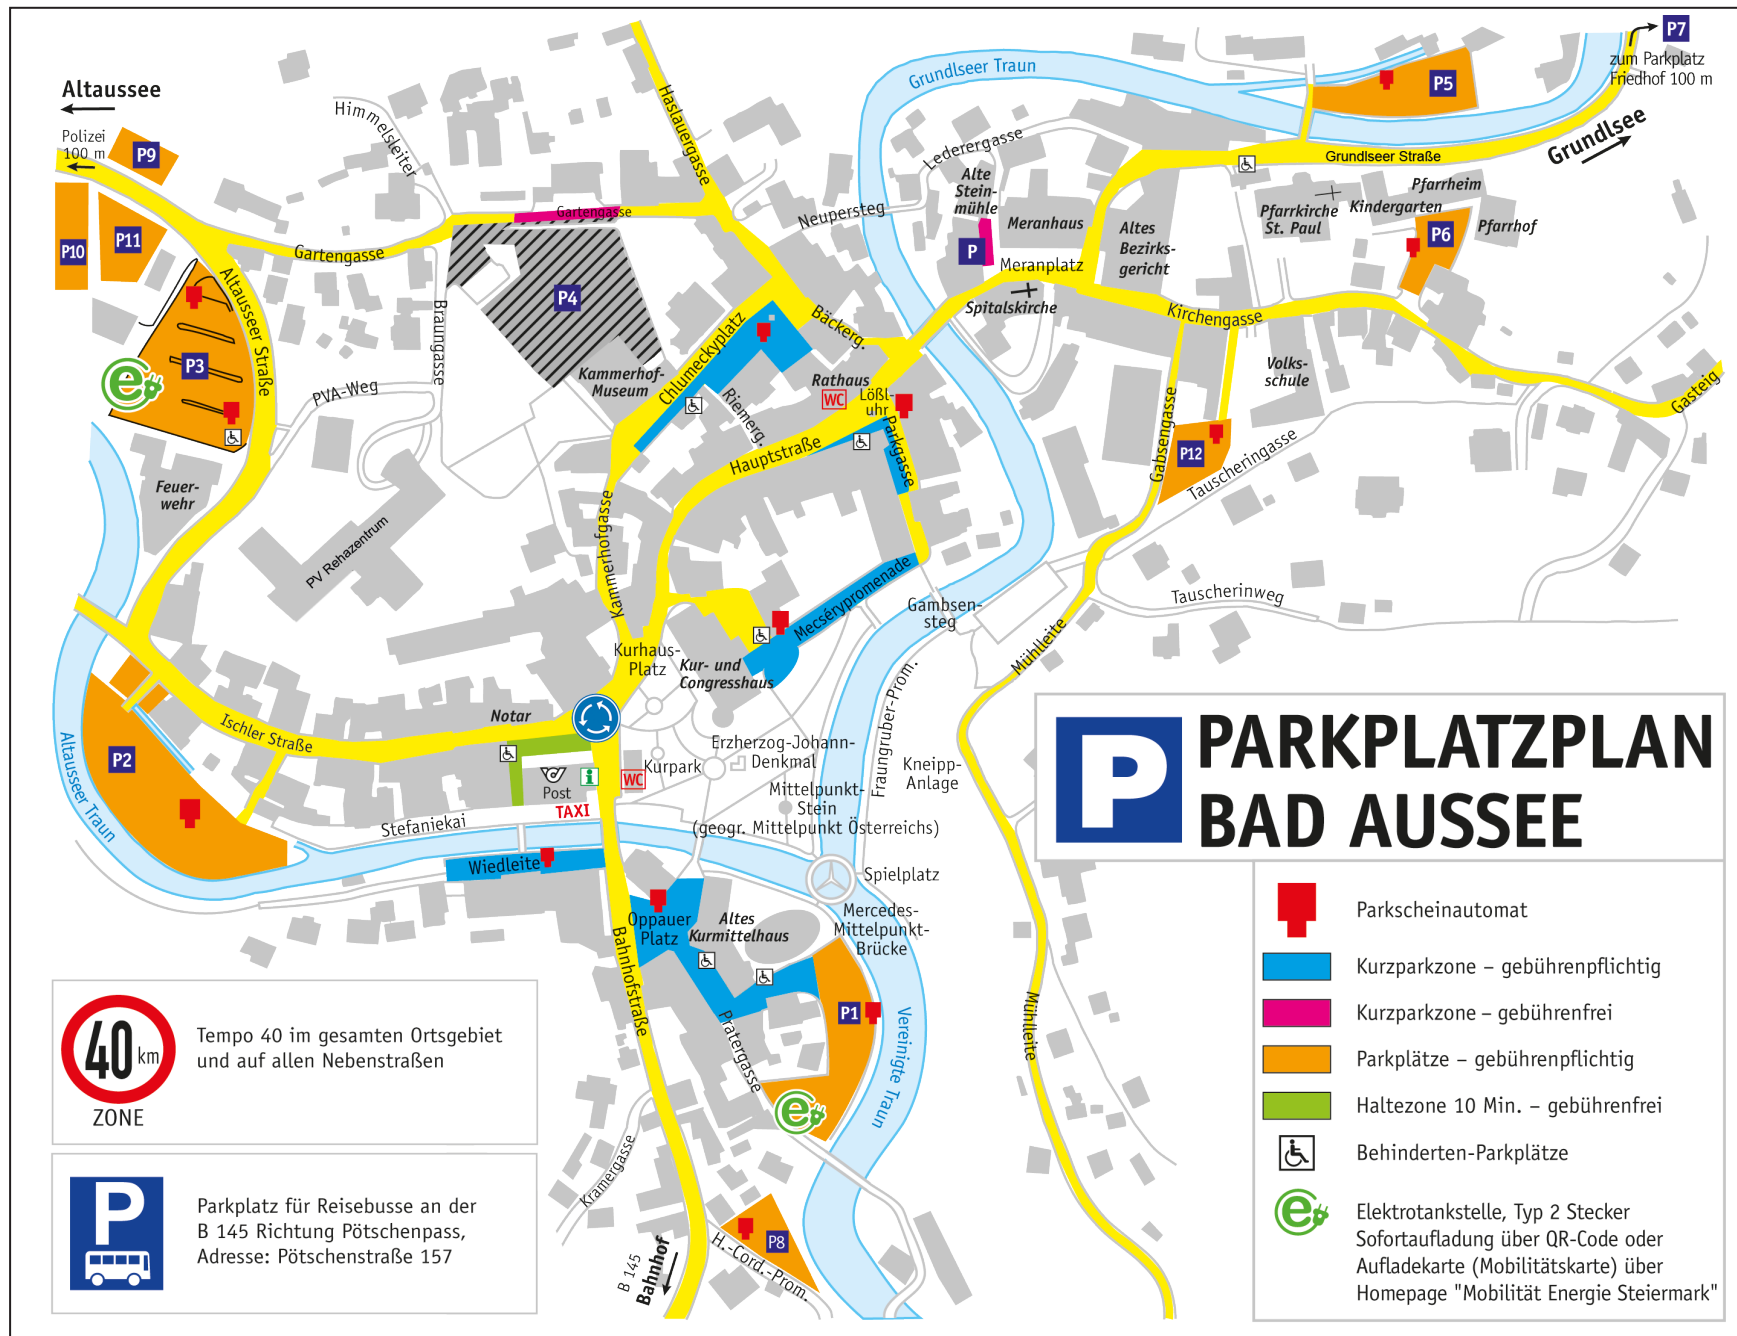 Altaussee
Polizei
100 m
P9
P10
P11
P3
Himmelsleiter
Gartengasse
Gartengasse
Haslauergasse
Altausseer Straße
Braungasse
PVA-Weg
P4
Kammerhof-
Museum
Chlumeckyplatz
Bäckerg.
Riemerg.
Rathaus
WC
Lößl-
uhr
Parkgasse
Hauptstraße
Neupersteg
Grundlseer Traun
Lederergasse
Alte
Stein-
mühle
P
Meranhaus
Meranplatz
Spitalskirche
Altes
Bezirks-
gericht
Grundlseer Straße
Pfarrkirche
St. Paul
Pfarrheim
Kindergarten
Pfarrhof
P5
P6
P7
zum Parkplatz
Friedhof 100 m
Grundlsee
Kirchengasse
Volks-
schule
Gasteig
Gabsengasse
P12
Tauscheringasse
Tauscherinweg
Mühlleite
Mühlleite
Feuer-
wehr
PV Rehazentrum
Kammerhofgasse
Kurhaus-
Platz
Kur- und
Congresshaus
Mecsérypromenade
Gambsen-
steg
Fraungruber-Prom.
Kneipp-
Anlage
Erzherzog-Johann-
Denkmal
Mittelpunkt-
Stein
(geogr. Mittelpunkt Österreichs)
Kurpark
WC
Notar
i
Post
TAXI
Ischler Straße
Stefaniekai
Altausseer Traun
P2
Wiedleite
Oppauer
Platz
Altes
Kurmittelhaus
Spielplatz
Mercedes-
Mittelpunkt-
Brücke
Bahnhofstraße
Pratergasse
P1
Vereinigte Traun
Kramergasse
P8
H.-Cord.-Prom.
B 145
Bahnhof
e
e
40 km
ZONE
Tempo 40 im gesamten Ortsgebiet
und auf allen Nebenstraßen
P
Parkplatz für Reisebusse an der
B 145 Richtung Pötschenpass,
Adresse: Pötschenstraße 157
P
PARKPLATZPLAN
BAD AUSSEE
Parkscheinautomat
Kurzparkzone – gebührenpflichtig
Kurzparkzone – gebührenfrei
Parkplätze – gebührenpflichtig
Haltezone 10 Min. – gebührenfrei
Behinderten-Parkplätze
e
Elektrotankstelle, Typ 2 Stecker
Sofortaufladung über QR-Code oder
Aufladekarte (Mobilitätskarte) über
Homepage "Mobilität Energie Steiermark"